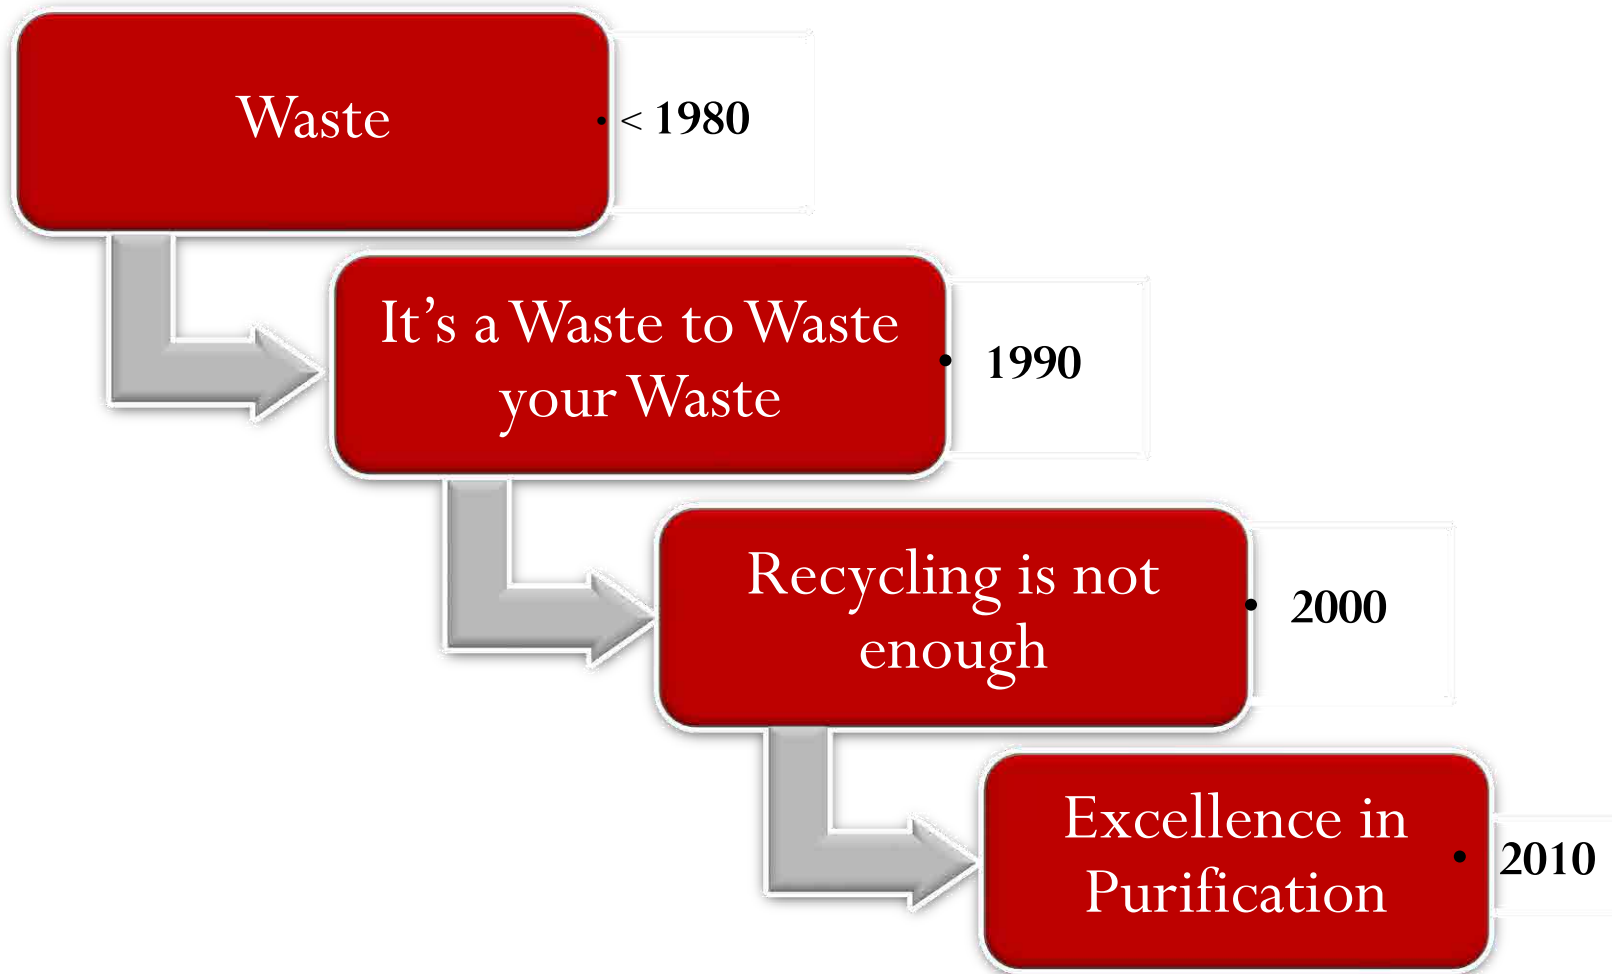 Waste
• < 1980
It’s a Waste to Waste
your Waste
• 1990
Recycling is not
enough
• 2000
Excellence in
Purification
• 2010